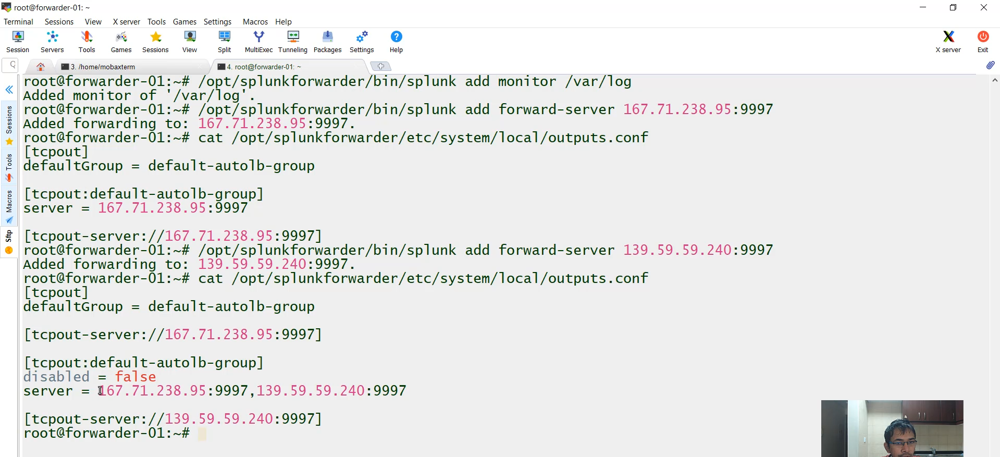 root@forwarder-01: ~
Terminal Sessions View X server Tools Games Settings Macros Help
Session Servers Tools Games Sessions View Split MultiExec Tunneling Packages Settings Help X server Exit
3. /home/mobaxterm 4. root@forwarder-01: ~
Sessions
Tools
Macros
Sftp
root@forwarder-01:~# /opt/splunkforwarder/bin/splunk add monitor /var/log
Added monitor of '/var/log'.
root@forwarder-01:~# /opt/splunkforwarder/bin/splunk add forward-server 167.71.238.95:9997
Added forwarding to: 167.71.238.95:9997.
root@forwarder-01:~# cat /opt/splunkforwarder/etc/system/local/outputs.conf
[tcpout]
defaultGroup = default-autolb-group
[tcpout:default-autolb-group]
server = 167.71.238.95:9997
[tcpout-server://167.71.238.95:9997]
root@forwarder-01:~# /opt/splunkforwarder/bin/splunk add forward-server 139.59.59.240:9997
Added forwarding to: 139.59.59.240:9997.
root@forwarder-01:~# cat /opt/splunkforwarder/etc/system/local/outputs.conf
[tcpout]
defaultGroup = default-autolb-group
[tcpout-server://167.71.238.95:9997]
[tcpout:default-autolb-group]
disabled = false
server = 167.71.238.95:9997,139.59.59.240:9997
[tcpout-server://139.59.59.240:9997]
root@forwarder-01:~#